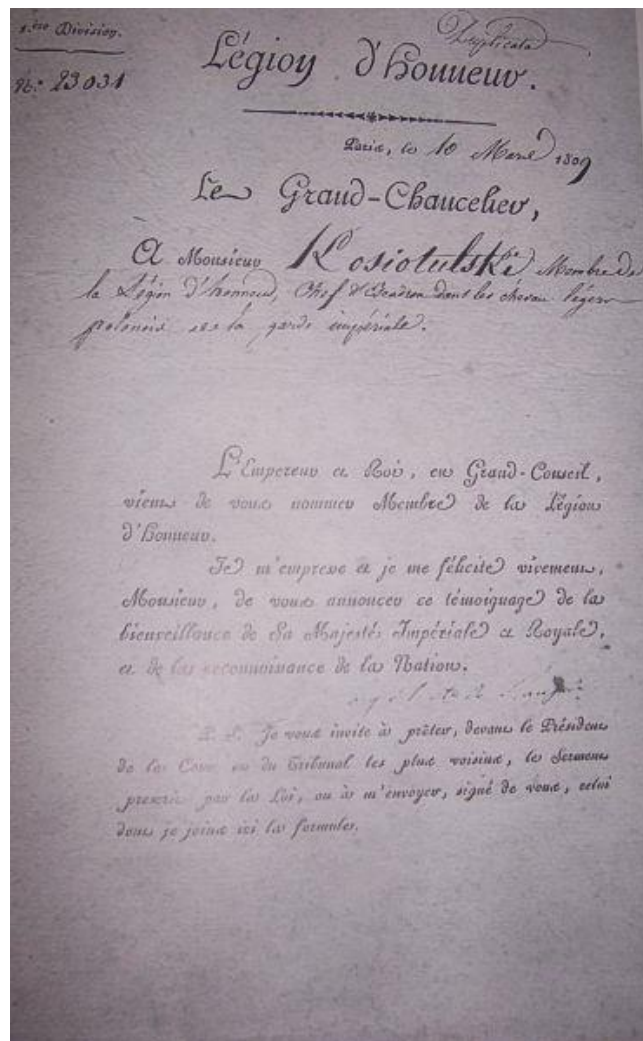 1.ère Division.
Duplicata
N.º 23031
Légion d'honneur.
Paris, le 10 Mars 1809
Le Grand-Chancelier,
A Monsieur Kosiotulski Membre de
la Légion d'honneur, Chef d'Escadron dans les chevau légers
polonais de la garde impériale.
L'Empereur et Roi, en Grand-Conseil,
vient de vous nommer Membre de la Légion
d'honneur.
Je m'empresse et je me félicite vivement,
Monsieur, de vous annoncer ce témoignage de la
bienveillance de Sa Majesté Impériale et Royale,
et de la reconnaissance de la Nation.
P. S. Je vous invite à prêter, devant le Président
de la Cour ou du Tribunal les plus voisins, le Serment
prescrit par la Loi, ou à m'envoyer, signé de vous, celui
dont je joins ici la formule.